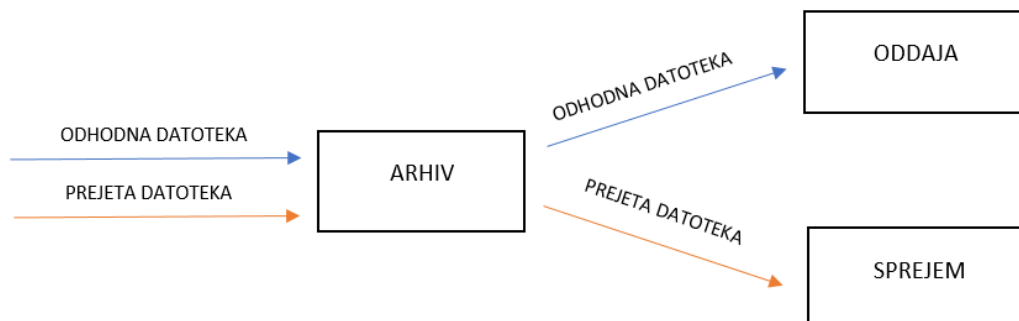 ODHODNA DATOTEKA
PREJETA DATOTEKA
ARHIV
ODHODNA DATOTEKA
PREJETA DATOTEKA
ODDAJA
SPREJEM